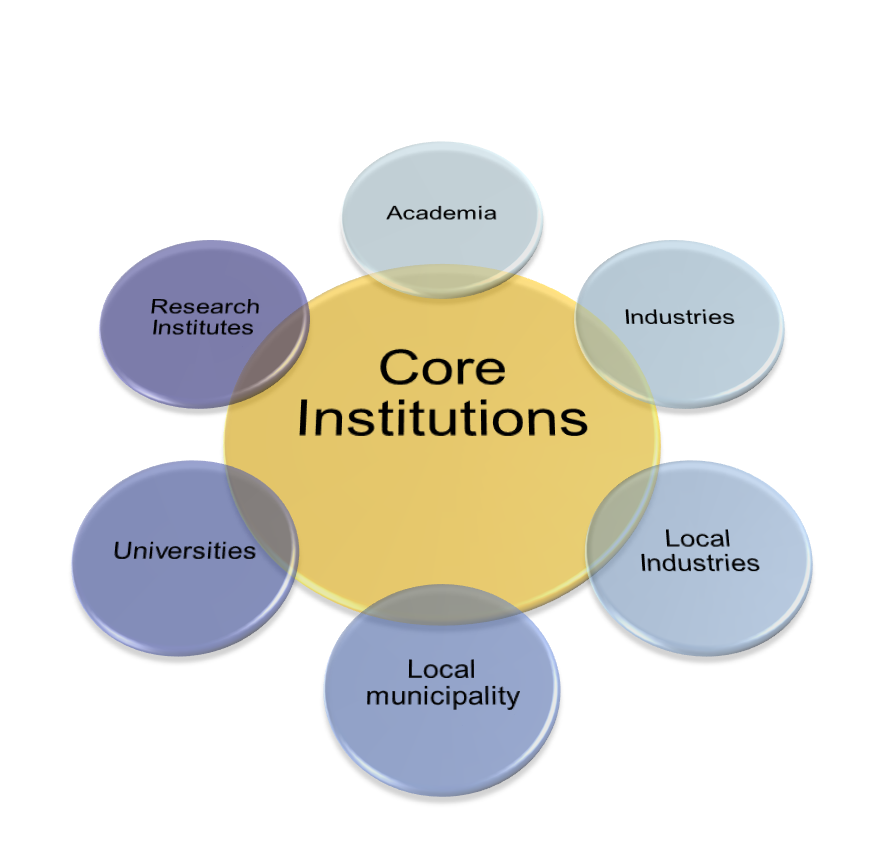 Academia
Research
Institutes
Industries
Core
Institutions
Universities
Local
Industries
Local
municipality